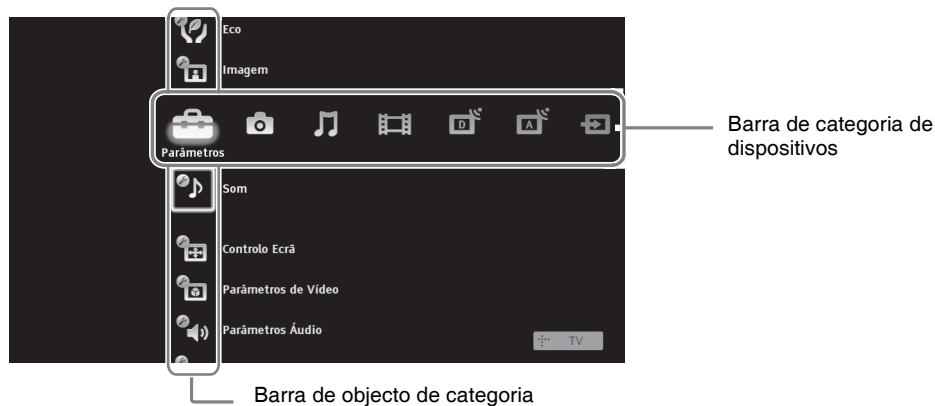 Eco
Imagem
D
A
Parâmetros
Barra de categoria de
dispositivos
Som
Controlo Ecrã
Parâmetros de Vídeo
Parâmetros Áudio
TV
Barra de objecto de categoria